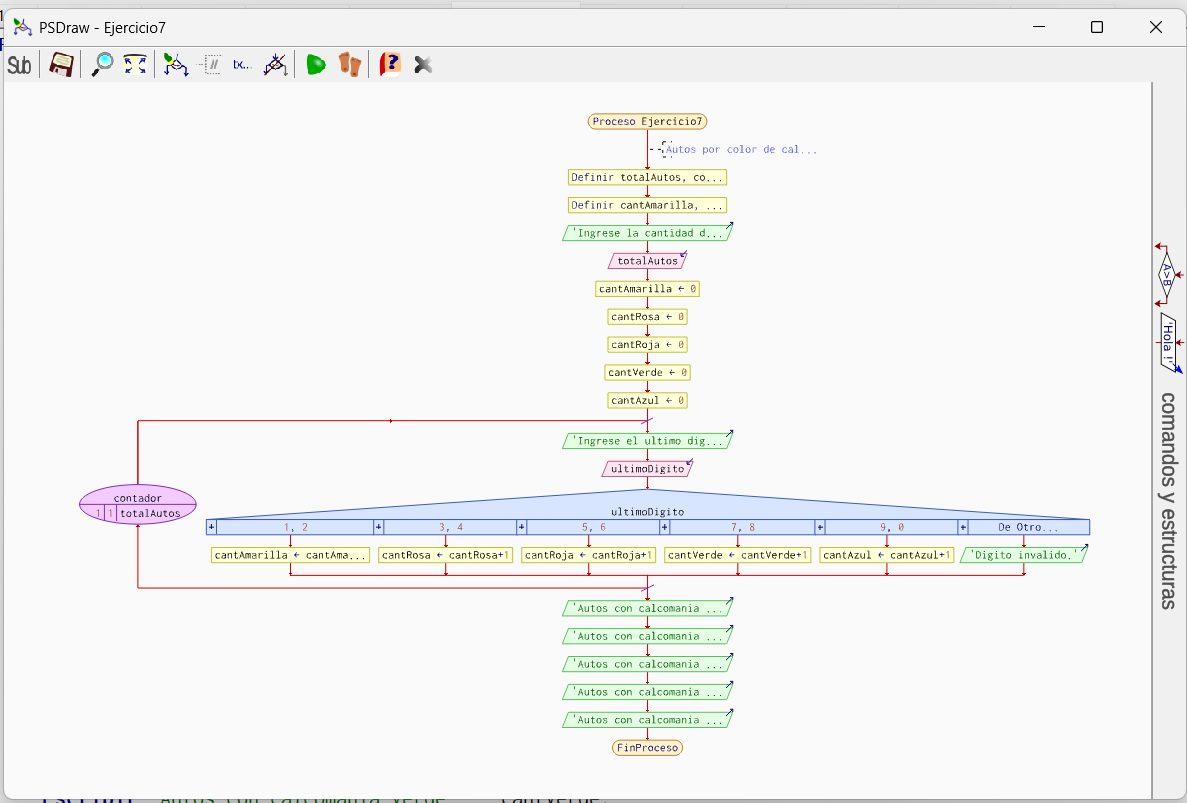 PSDraw - Ejercicio7
Sub // tx... ?
Proceso Ejercicio7
Autos por color de cal...
Definir totalAutos, co...
Definir cantAmarilla, ...
'Ingrese la cantidad d...
totalAutos
cantAmarilla ← 0
cantRosa ← 0
cantRoja ← 0
cantVerde ← 0
cantAzul ← 0
'Ingrese el ultimo dig...
ultimoDigito
contador
1 1 totalAutos
ultimoDigito
+ 1, 2 + 3, 4 + 5, 6 + 7, 8 + 9, 0 + De Otro...
cantAmarilla ← cantAma... cantRosa ← cantRosa+1 cantRoja ← cantRoja+1 cantVerde ← cantVerde+1 cantAzul ← cantAzul+1 'Digito invalido.'
'Autos con calcomania ...
'Autos con calcomania ...
'Autos con calcomania ...
'Autos con calcomania ...
'Autos con calcomania ...
FinProceso
A>B
'Hola !'
comandos y estructuras